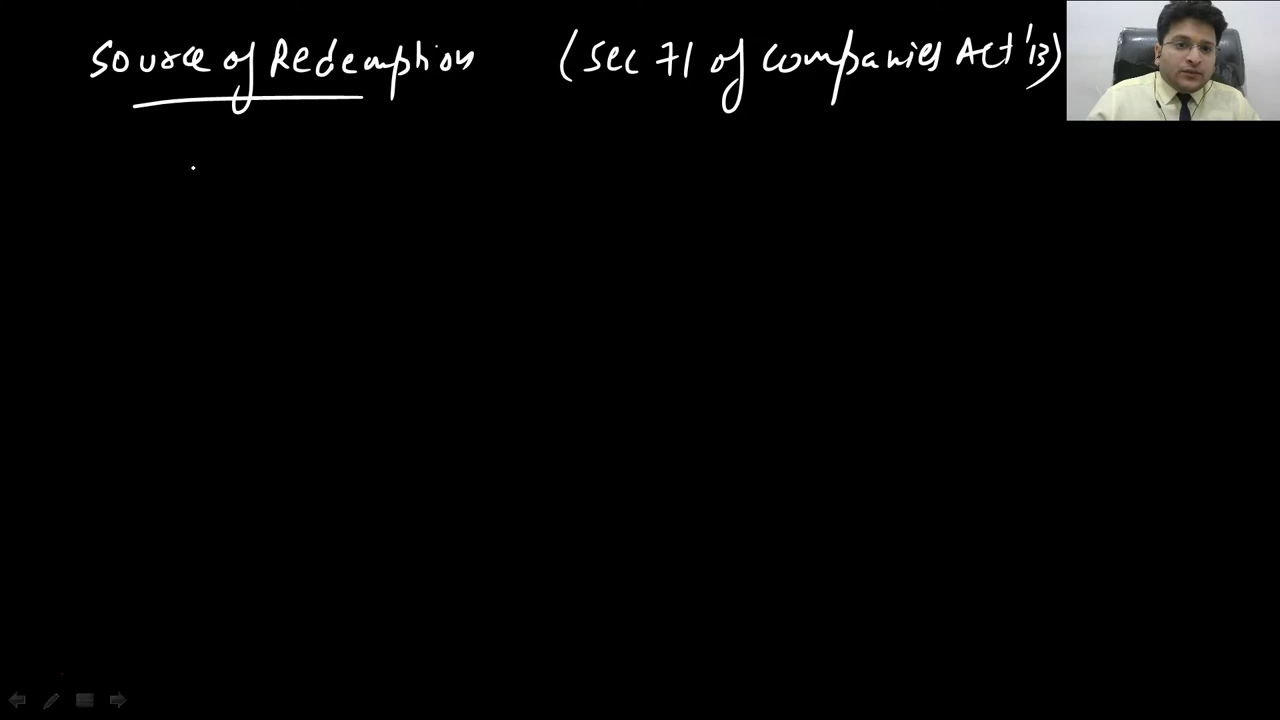 Source of Redemption (Sec 71 of Companies Act '13)